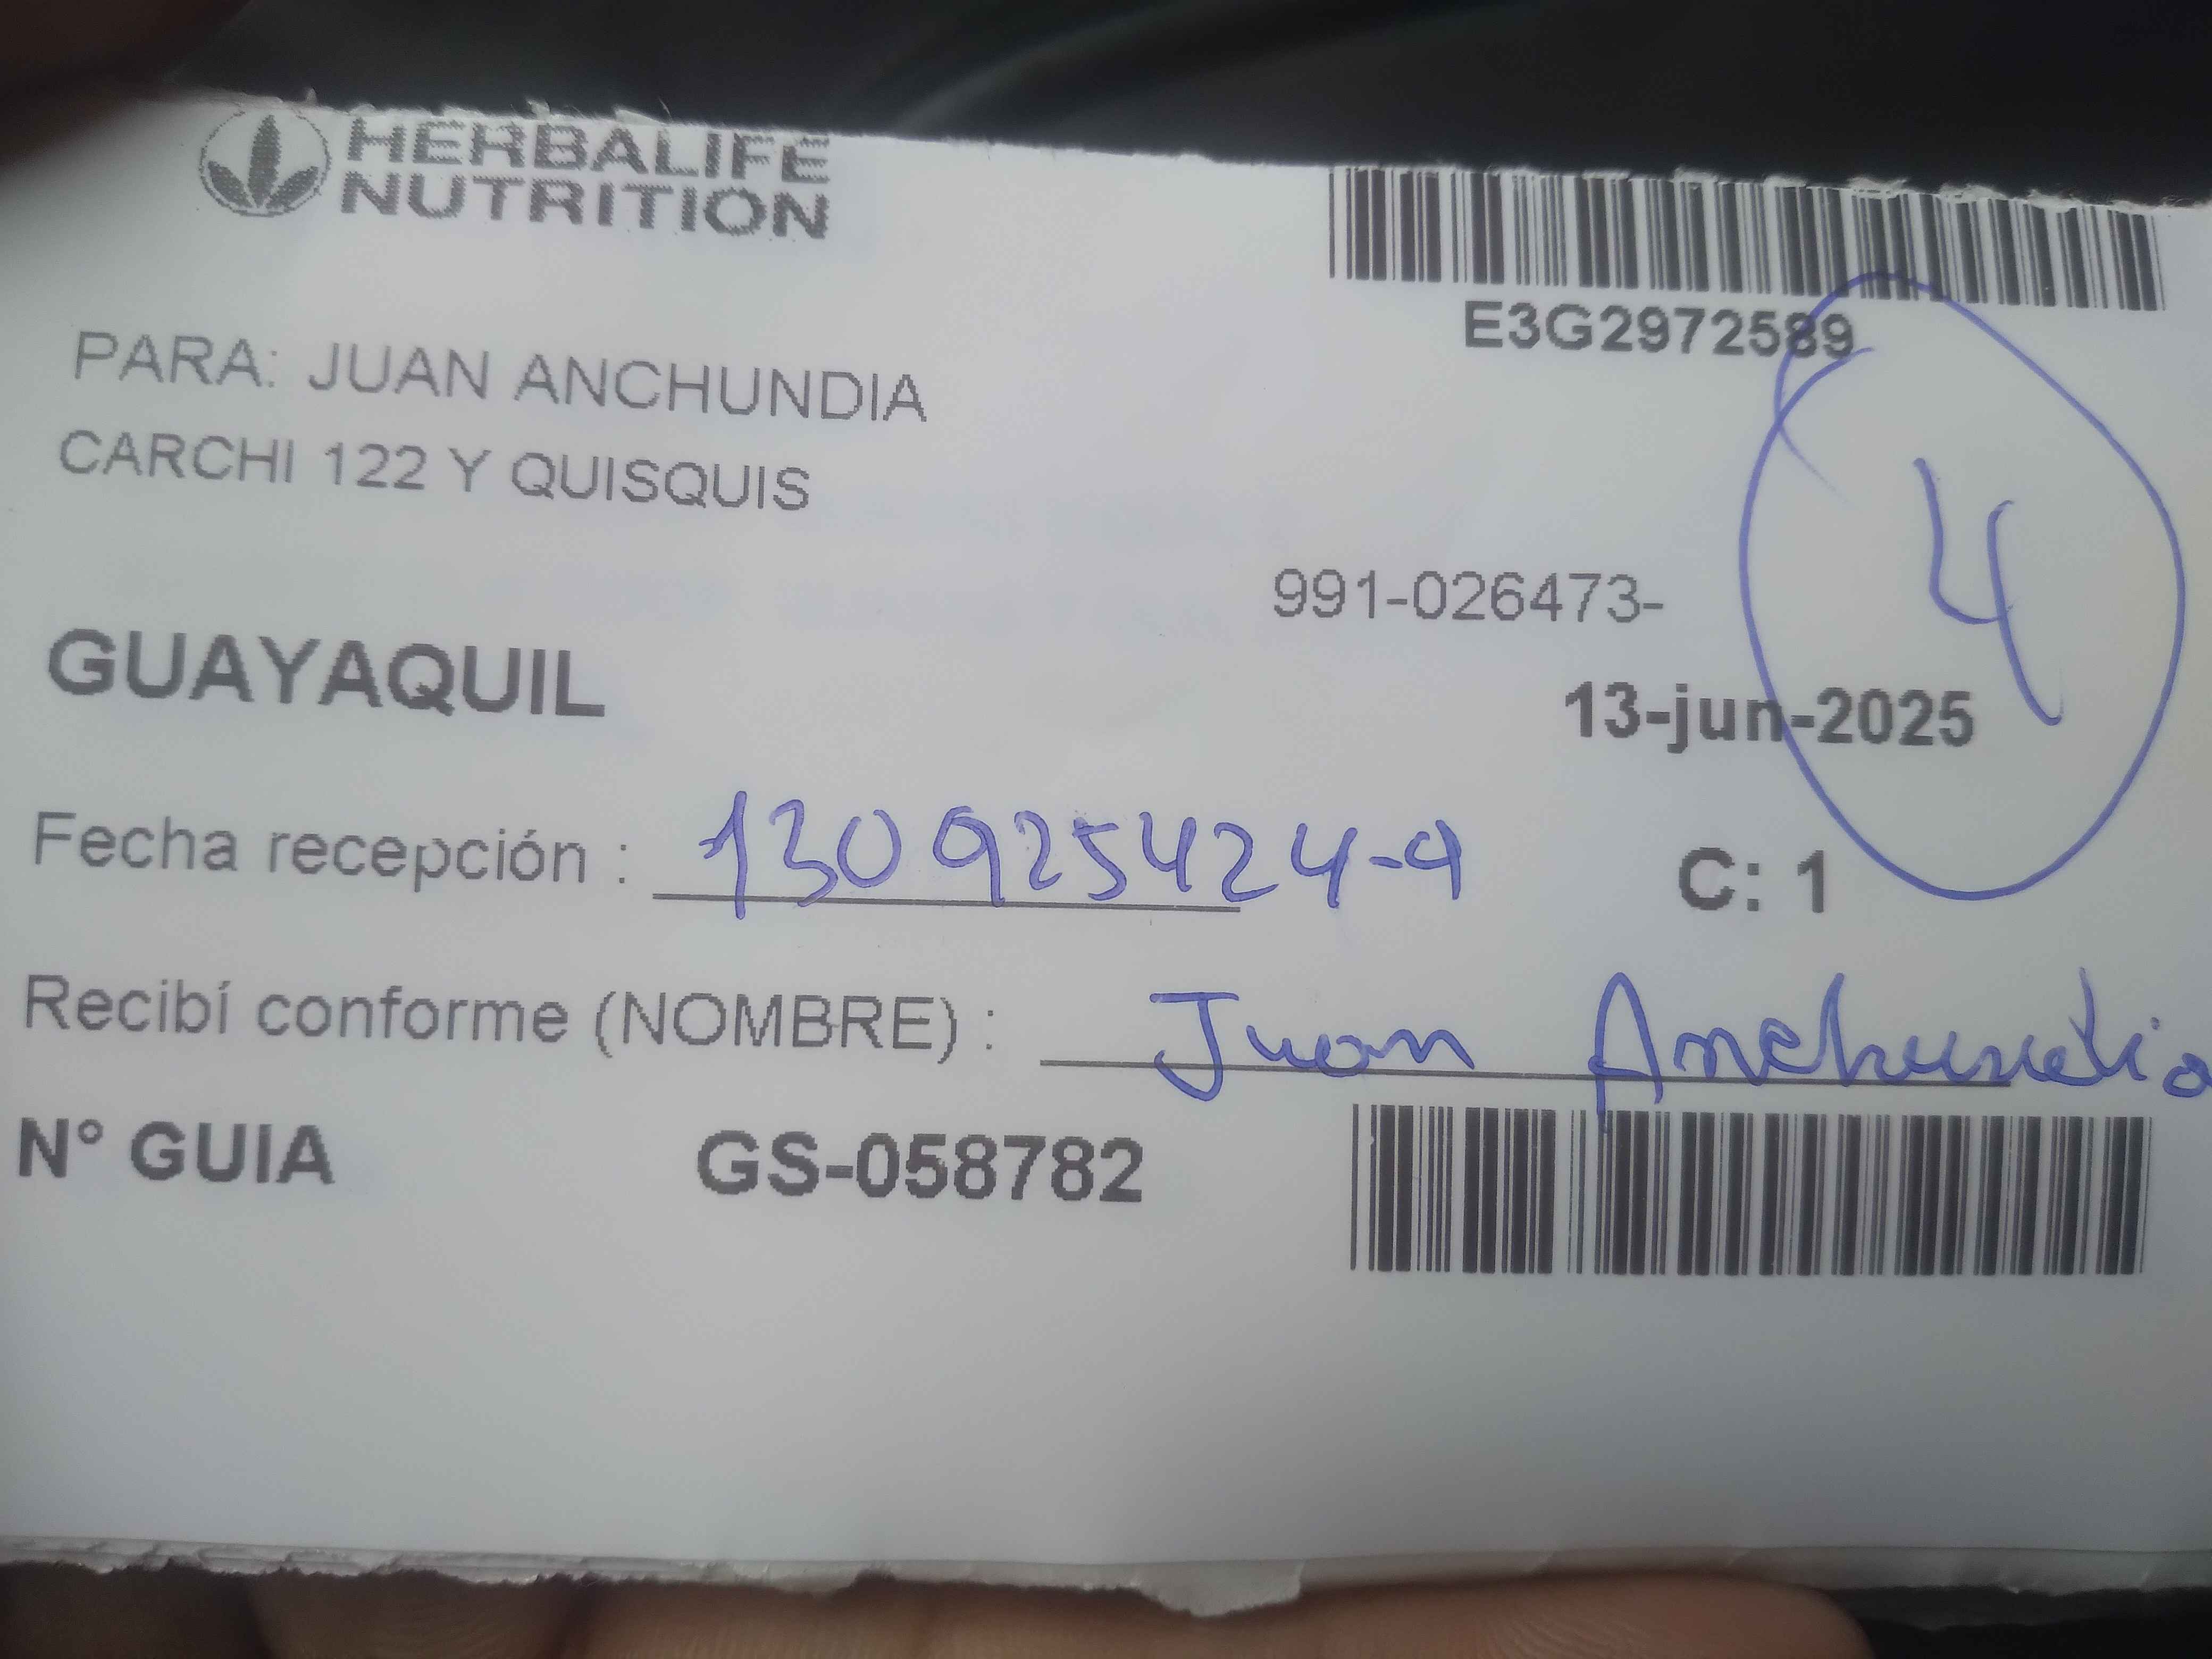 HERBALIFE
NUTRITION
E3G2972589
PARA: JUAN ANCHUNDIA
CARCHI 122 Y QUISQUIS
4
991-026473-
GUAYAQUIL
13-jun-2025
Fecha recepción : 130925424-9
C: 1
Recibí conforme (NOMBRE) : Juan Anchundia
N° GUIA GS-058782